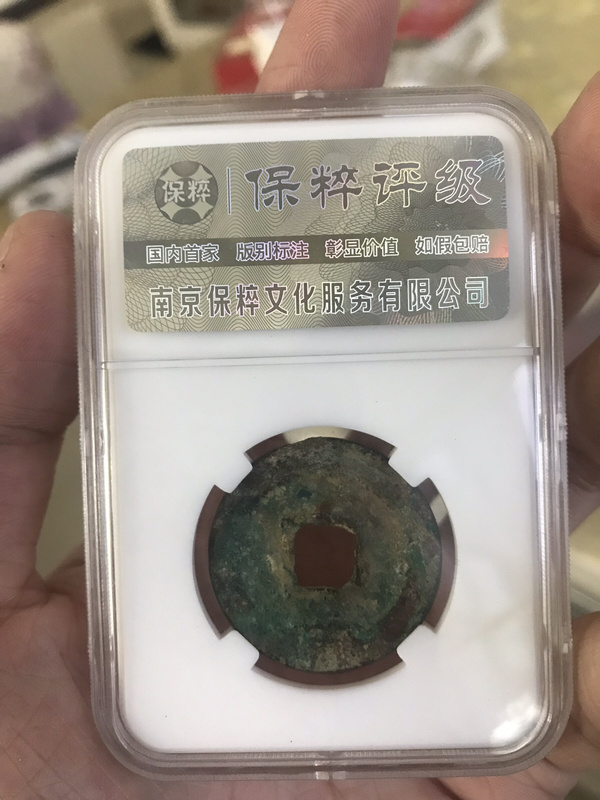 保粹 保粹评级
国内首家 版别标注 彰显价值 如假包赔
南京保粹文化服务有限公司